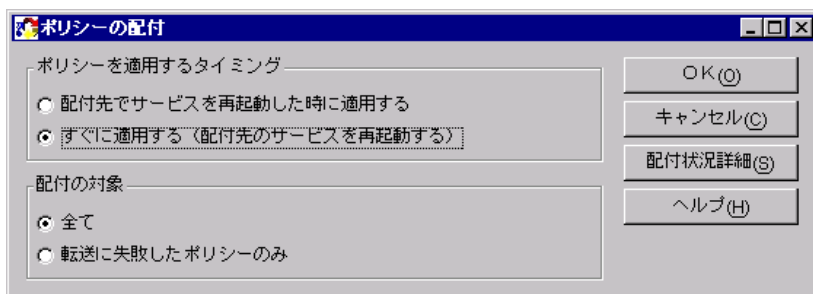 ポリシーの配付
ポリシーを適用するタイミング
配付先でサービスを再起動した時に適用する
すぐに適用する（配付先のサービスを再起動する）
配付の対象
全て
転送に失敗したポリシーのみ
ＯＫ(O)
キャンセル(C)
配付状況詳細(S)
ヘルプ(H)